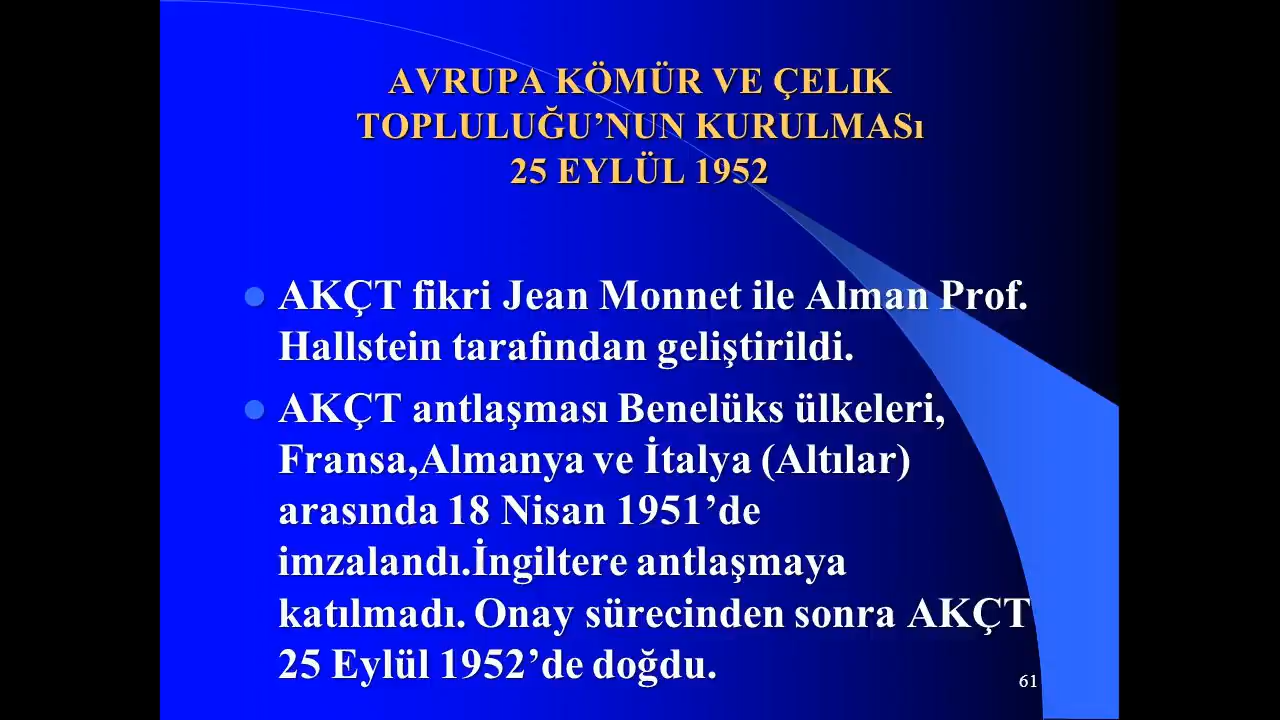 AVRUPA KÖMÜR VE ÇELIK
TOPLULUĞU’NUN KURULMASı
25 EYLÜL 1952
AKÇT fikri Jean Monnet ile Alman Prof.
Hallstein tarafından geliştirildi.
AKÇT antlaşması Benelüks ülkeleri,
Fransa,Almanya ve İtalya (Altılar)
arasında 18 Nisan 1951’de
imzalandı.İngiltere antlaşmaya
katılmadı. Onay sürecinden sonra AKÇT
25 Eylül 1952’de doğdu.
61